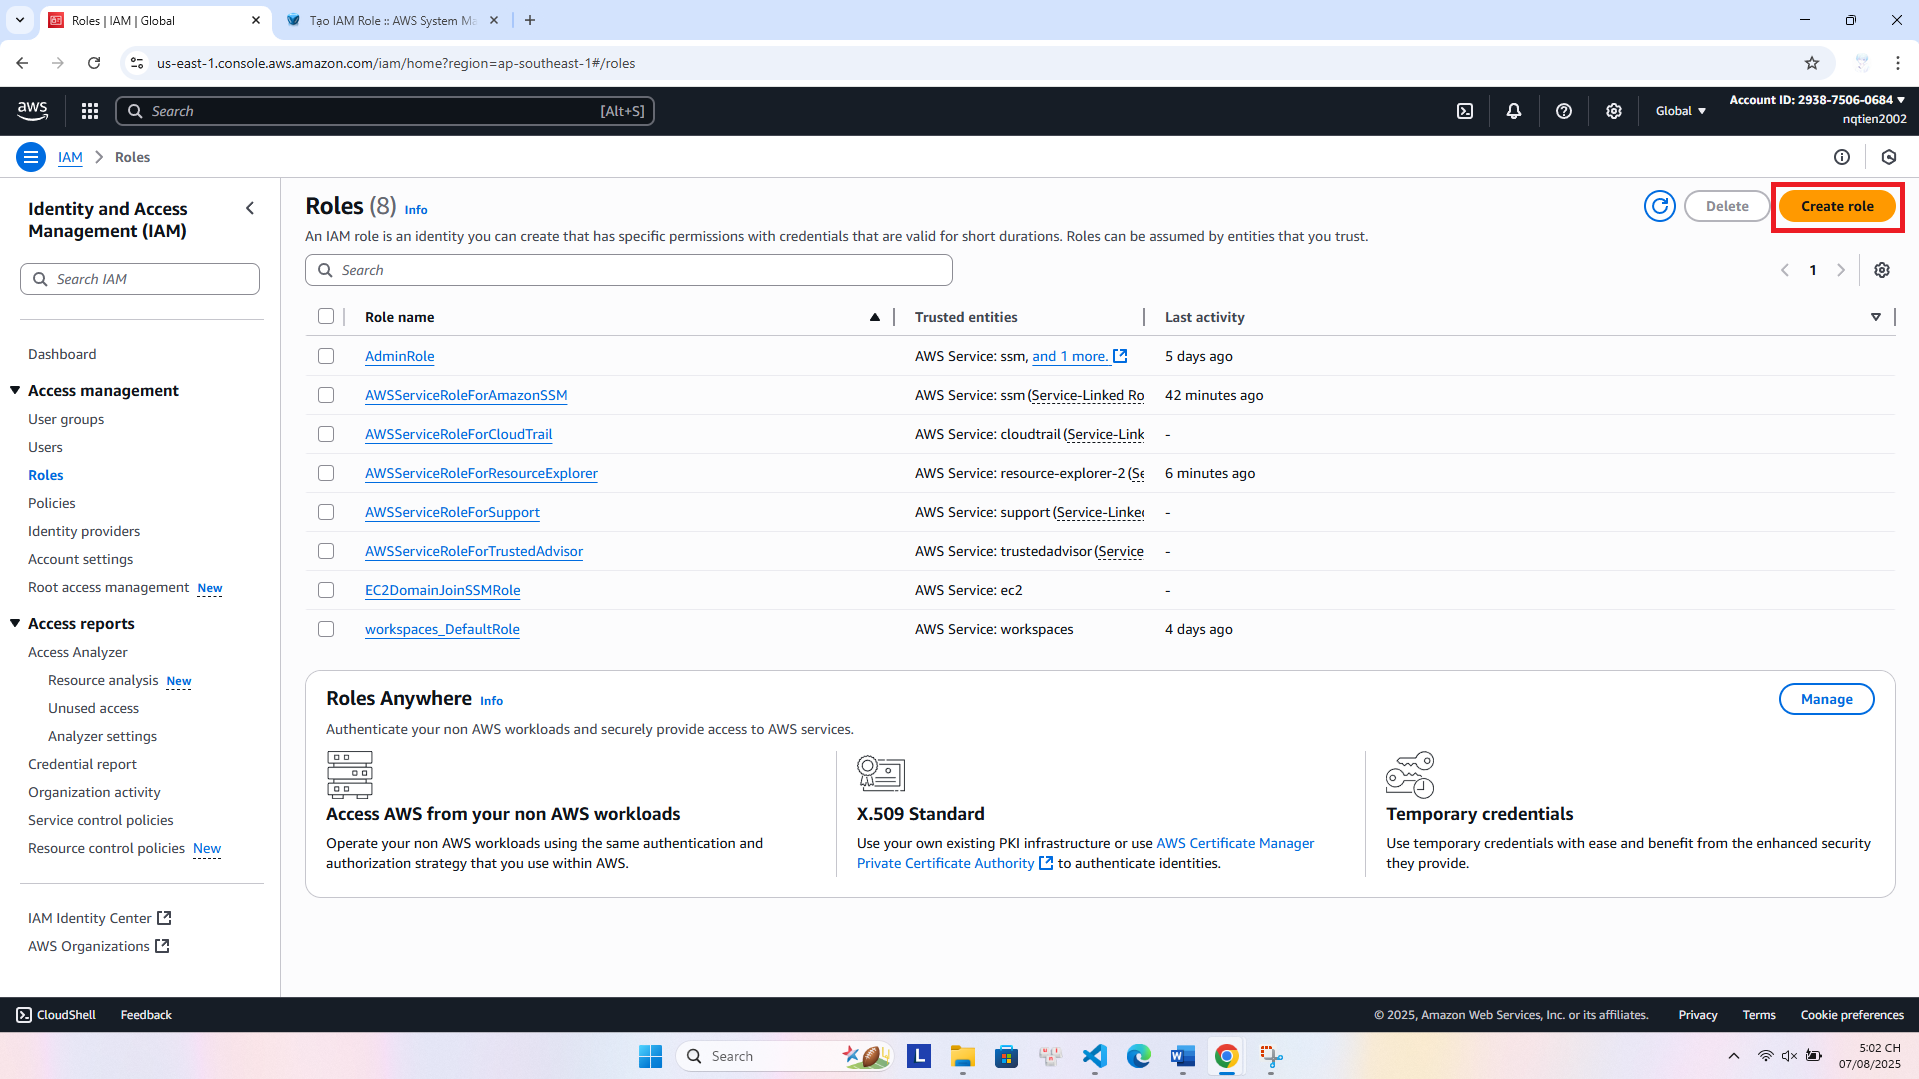 Roles | IAM | Global
Tạo IAM Role :: AWS System Ma
us-east-1.console.aws.amazon.com/iam/home?region=ap-southeast-1#/roles
aws
Search
[Alt+S]
Global
Account ID: 2938-7506-0684
nqtien2002
IAM
Roles
Identity and Access
Management (IAM)
Search IAM
Dashboard
Access management
User groups
Users
Roles
Policies
Identity providers
Account settings
Root access management New
Access reports
Access Analyzer
Resource analysis New
Unused access
Analyzer settings
Credential report
Organization activity
Service control policies
Resource control policies New
IAM Identity Center
AWS Organizations
Roles (8) Info
Delete
Create role
An IAM role is an identity you can create that has specific permissions with credentials that are valid for short durations. Roles can be assumed by entities that you trust.
Search
1
Role name Trusted entities Last activity
AdminRole AWS Service: ssm, and 1 more. 5 days ago
AWSServiceRoleForAmazonSSM AWS Service: ssm (Service-Linked Ro 42 minutes ago
AWSServiceRoleForCloudTrail AWS Service: cloudtrail (Service-Link -
AWSServiceRoleForResourceExplorer AWS Service: resource-explorer-2 (Se 6 minutes ago
AWSServiceRoleForSupport AWS Service: support (Service-Linked -
AWSServiceRoleForTrustedAdvisor AWS Service: trustedadvisor (Service -
EC2DomainJoinSSMRole AWS Service: ec2 -
workspaces_DefaultRole AWS Service: workspaces 4 days ago
Roles Anywhere Info
Manage
Authenticate your non AWS workloads and securely provide access to AWS services.
Access AWS from your non AWS workloads
Operate your non AWS workloads using the same authentication and
authorization strategy that you use within AWS.
X.509 Standard
Use your own existing PKI infrastructure or use AWS Certificate Manager
Private Certificate Authority to authenticate identities.
Temporary credentials
Use temporary credentials with ease and benefit from the enhanced security
they provide.
CloudShell
Feedback
© 2025, Amazon Web Services, Inc. or its affiliates.
Privacy
Terms
Cookie preferences
Search
L
5:02 CH
07/08/2025